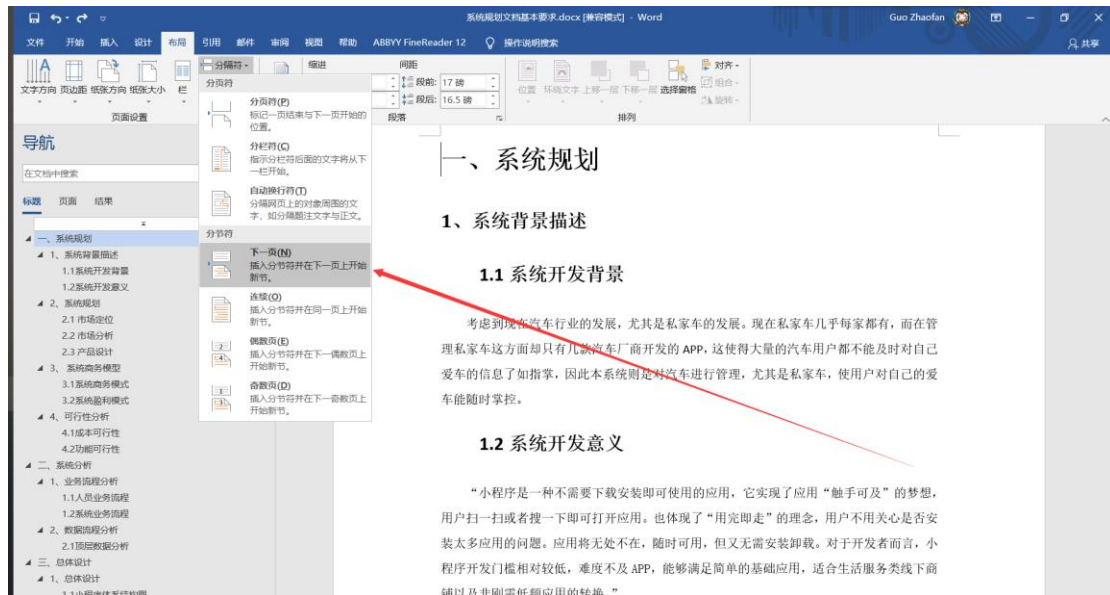 系统规划文档基本要求.docx [兼容模式] - Word
Guo Zhaofan
文件 开始 插入 设计 布局 引用 邮件 审阅 视图 帮助 ABBYY FineReader 12 操作说明搜索 共享
文字方向 页边距 纸张方向 纸张大小 栏
分隔符
页面设置
缩进
间距
段前: 17 磅
段后: 16.5 磅
段落
位置 环绕文字 上移一层 下移一层 选择窗格
对齐
组合
旋转
排列
分页符
分页符(P)
标记一页结束与下一页开始的
位置。
分栏符(C)
指示分栏符后面的文字将从下
一栏开始。
自动换行符(T)
分隔网页上的对象周围的文
字，如分隔题注文字与正文。
分节符
下一页(N)
插入分节符并在下一页上开始
新节。
连续(O)
插入分节符并在同一页上开始
新节。
偶数页(E)
插入分节符并在下一偶数页上
开始新节。
奇数页(D)
插入分节符并在下一奇数页上
开始新节。
导航
在文档中搜索
标题 页面 结果
一、系统规划
1、系统背景描述
1.1系统开发背景
1.2系统开发意义
2、系统规划
2.1 市场定位
2.2 市场分析
2.3 产品设计
3、 系统商务模型
3.1系统商务模式
3.2系统盈利模式
4、可行性分析
4.1成本可行性
4.2功能可行性
二、系统分析
1、业务流程分析
1.1人员业务流程
1.2系统业务流程
2、数据流程分析
2.1顶层数据分析
三、总体设计
1、总体设计
1.1小程序体系结构图
一、系统规划
1、系统背景描述
1.1 系统开发背景
考虑到现在汽车行业的发展，尤其是私家车的发展。现在私家车几乎每家都有，而在管
理私家车这方面却只有几款汽车厂商开发的 APP，这使得大量的汽车用户都不能及时对自己
爱车的信息了如指掌，因此本系统则是对汽车进行管理，尤其是私家车，使用户对自己的爱
车能随时掌控。
1.2 系统开发意义
“小程序是一种不需要下载安装即可使用的应用，它实现了应用“触手可及”的梦想，
用户扫一扫或者搜一下即可打开应用。也体现了“用完即走”的理念，用户不用关心是否安
装太多应用的问题。应用将无处不在，随时可用，但又无需安装卸载。对于开发者而言，小
程序开发门槛相对较低，难度不及 APP，能够满足简单的基础应用，适合生活服务类线下商
铺以及非刚需低频应用的转换。”